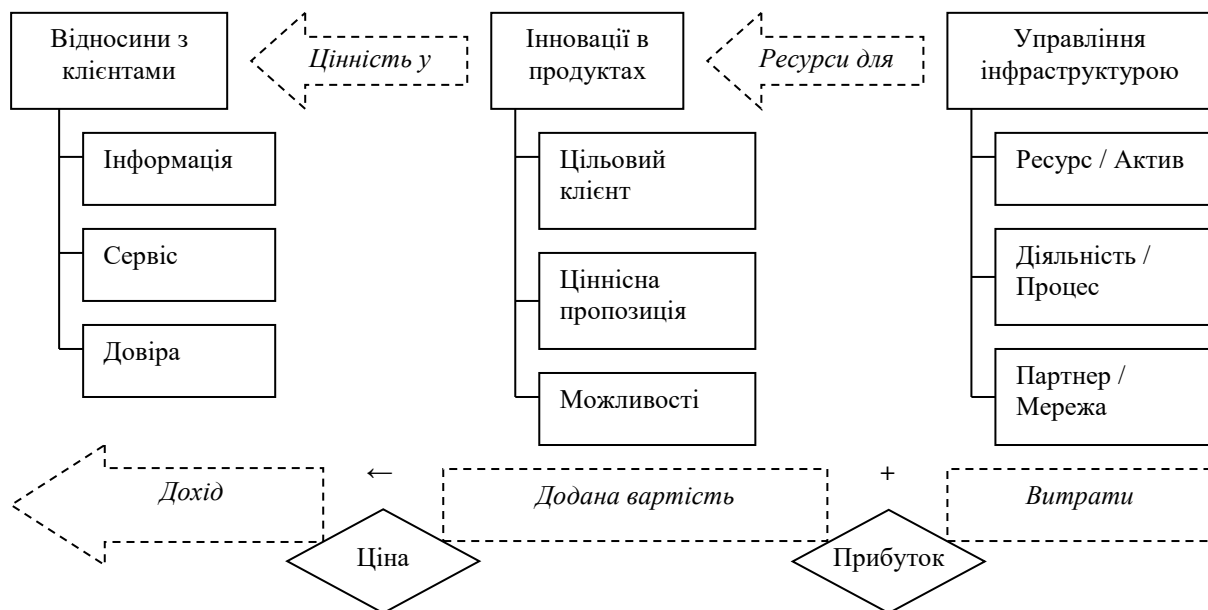 Відносини з
клієнтами
Цінність у
Інновації в
продуктах
Ресурси для
Управління
інфраструктурою
Інформація
Сервіс
Довіра
Цільовий
клієнт
Ціннісна
пропозиція
Можливості
Ресурс / Актив
Діяльність /
Процес
Партнер /
Мережа
Дохід
←
Додана вартість
+
Витрати
Ціна
Прибуток